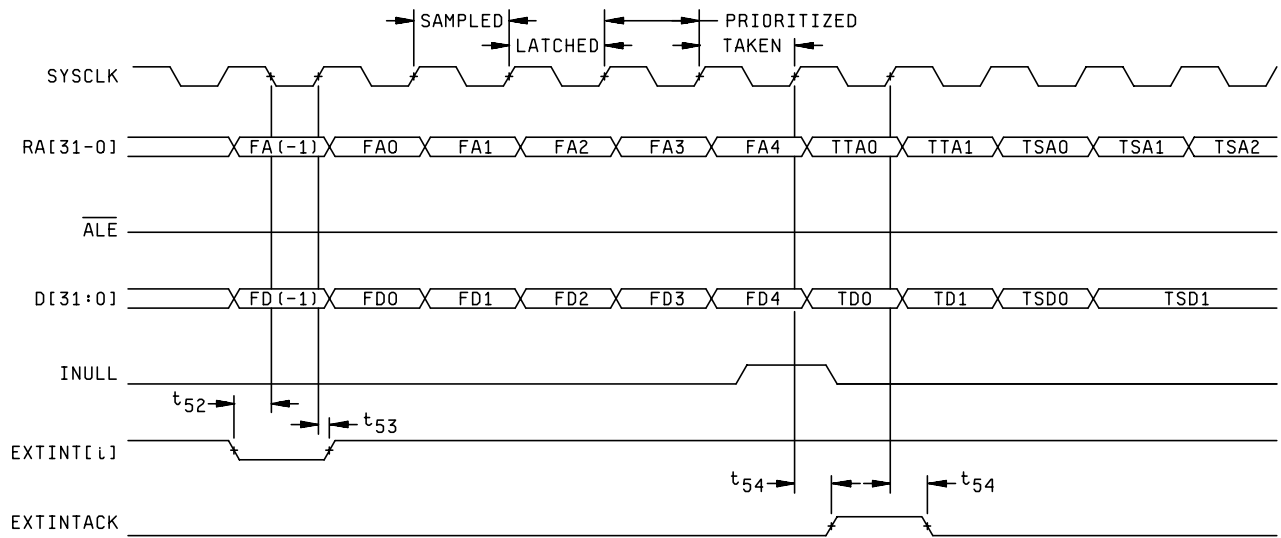 SAMPLED PRIORITIZED
LATCHED TAKEN
SYSCLK
RA[31-0] FA(-1) FA0 FA1 FA2 FA3 FA4 TTA0 TTA1 TSA0 TSA1 TSA2
ALE
D[31:0] FD(-1) FD0 FD1 FD2 FD3 FD4 TD0 TD1 TSD0 TSD1
INULL
t52
t53
EXTINT[i]
t54 t54
EXTINTACK